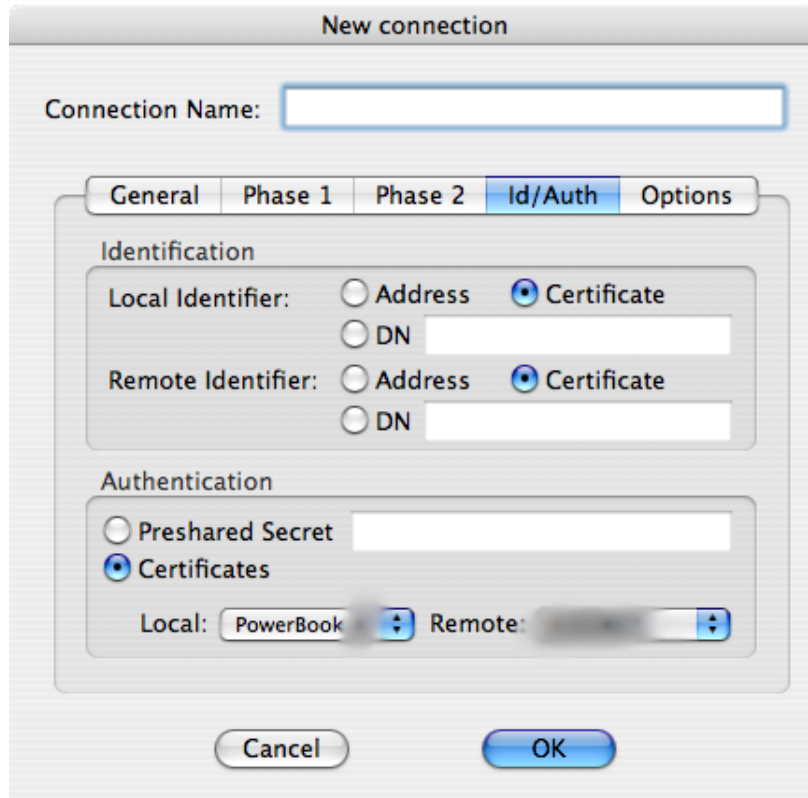 New connection
Connection Name:
General Phase 1 Phase 2 Id/Auth Options
Identification
Local Identifier: Address Certificate
DN
Remote Identifier: Address Certificate
DN
Authentication
Preshared Secret
Certificates
Local: PowerBook Remote:
Cancel OK